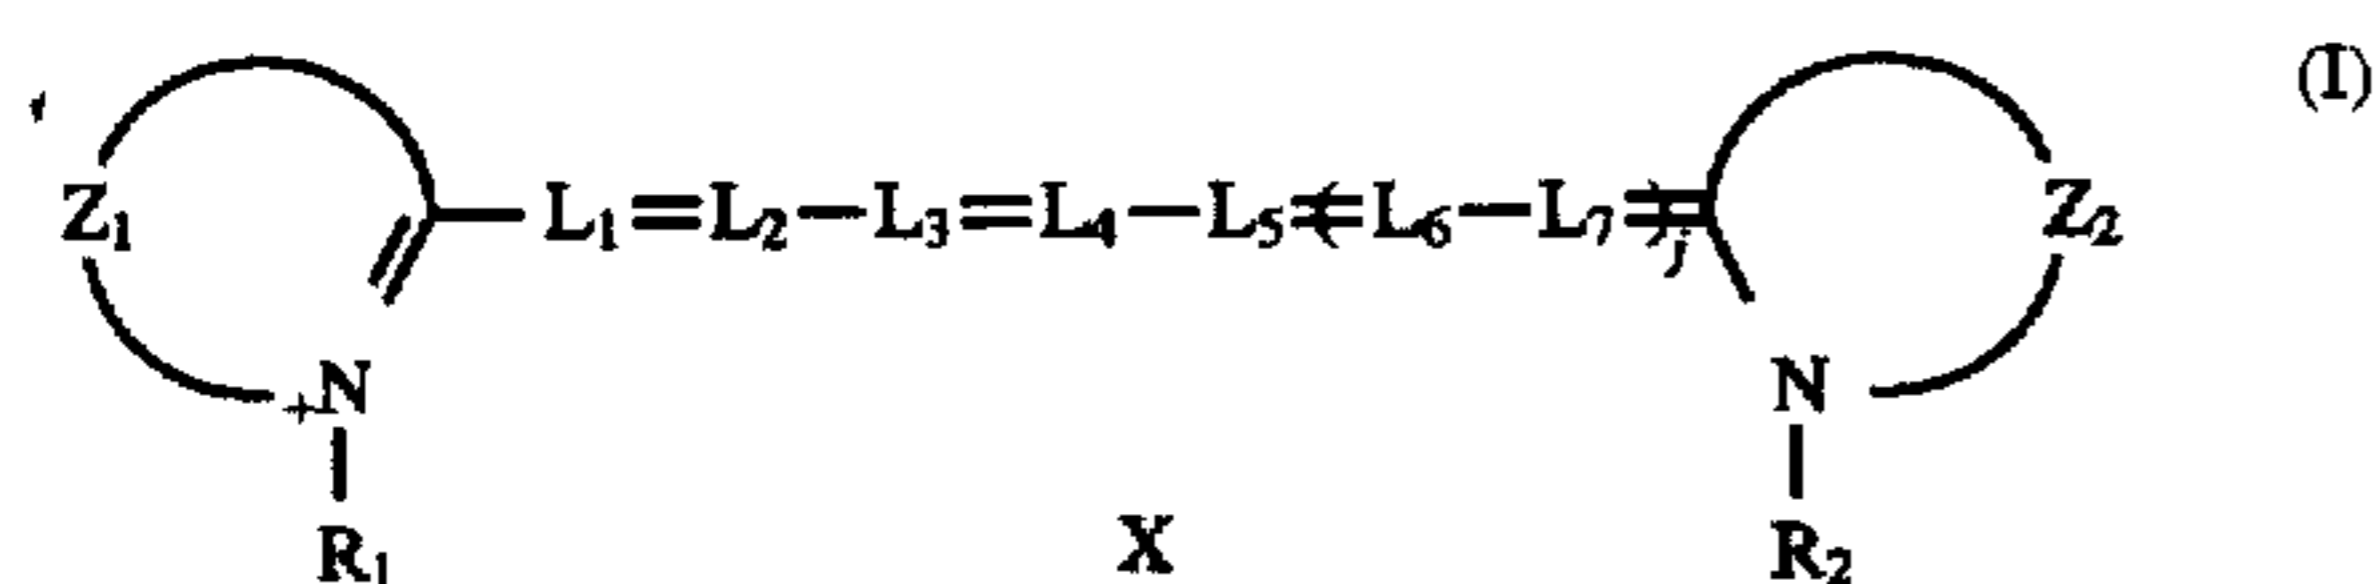 (I)
Z₁ L₁=L₂—L₃=L₄—L₅=(L₆—L₇=)j Z₂
+N N
R₁ X R₂